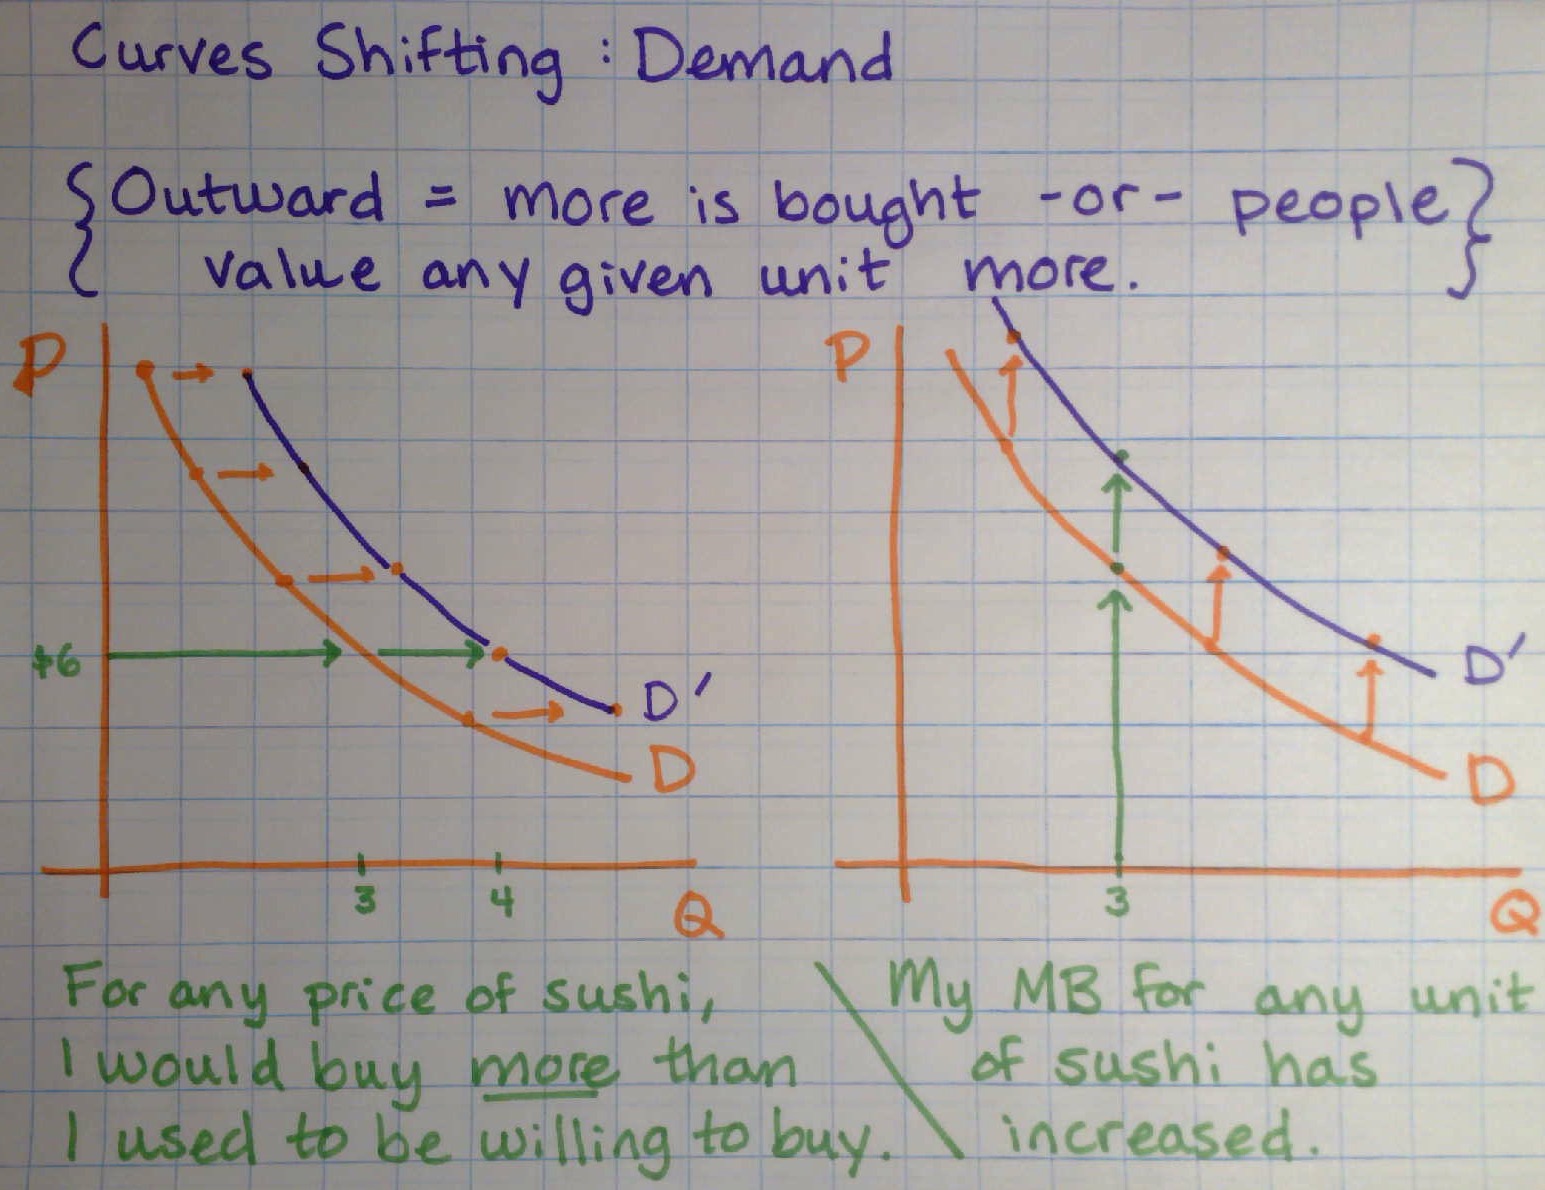 Curves Shifting : Demand
{Outward = more is bought -or- people}
value any given unit more.
P
P
$6
D'
D
D'
D
3
4
Q
3
Q
For any price of sushi,
I would buy more than
I used to be willing to buy.
My MB for any unit
of sushi has
increased.